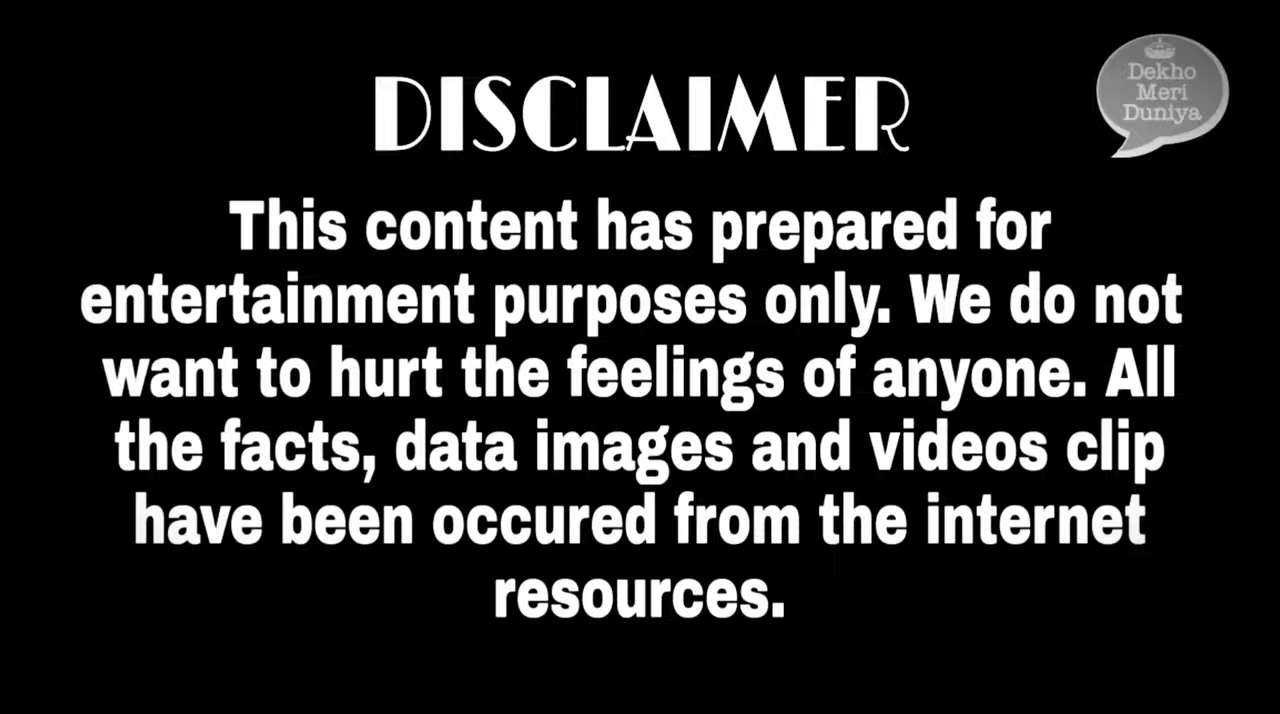 DISCLAIMER
Dekho
Meri
Duniya
This content has prepared for
entertainment purposes only. We do not
want to hurt the feelings of anyone. All
the facts, data images and videos clip
have been occured from the internet
resources.